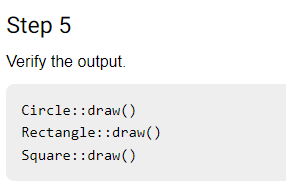 Step 5
Verify the output.
Circle::draw()
Rectangle::draw()
Square::draw()